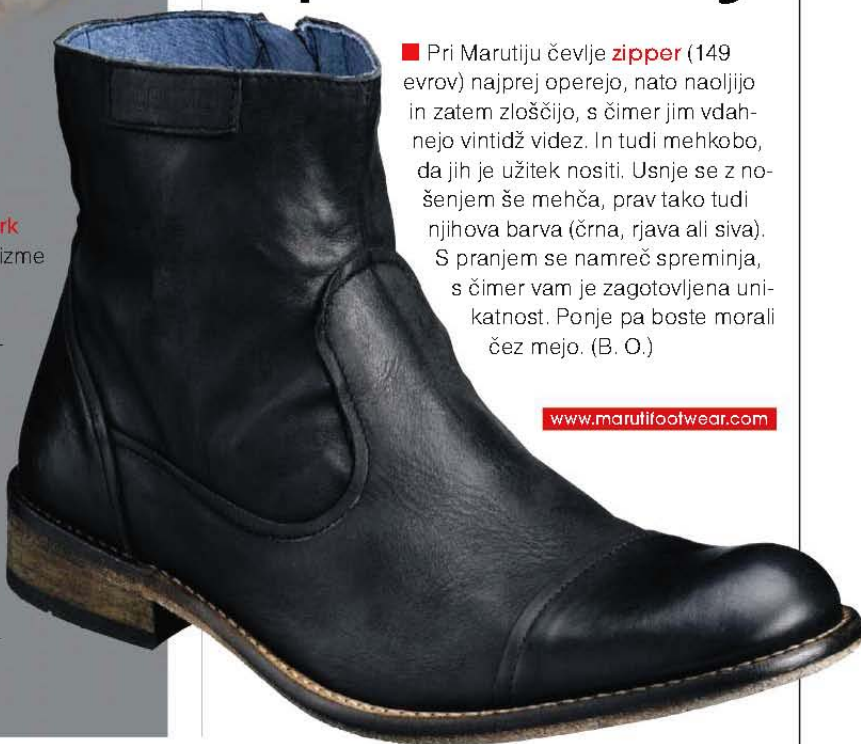 rk
izme
■ Pri Marutiju čevlje zipper (149
evrov) najprej operejo, nato naoljijo
in zatem zloščijo, s čimer jim vdah-
nejo vintidž videz. In tudi mehkobo,
da jih je užitek nositi. Usnje se z no-
šenjem še mehča, prav tako tudi
njihova barva (črna, rjava ali siva).
S pranjem se namreč spreminja,
s čimer vam je zagotovljena uni-
katnost. Ponje pa boste morali
čez mejo. (B. O.)
www.marutifootwear.com